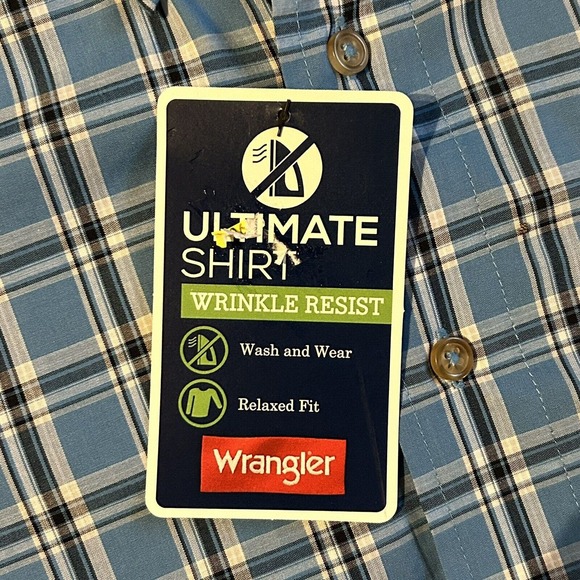 ULTIMATE
SHIRT
WRINKLE RESIST
Wash and Wear
Relaxed Fit
Wrangler